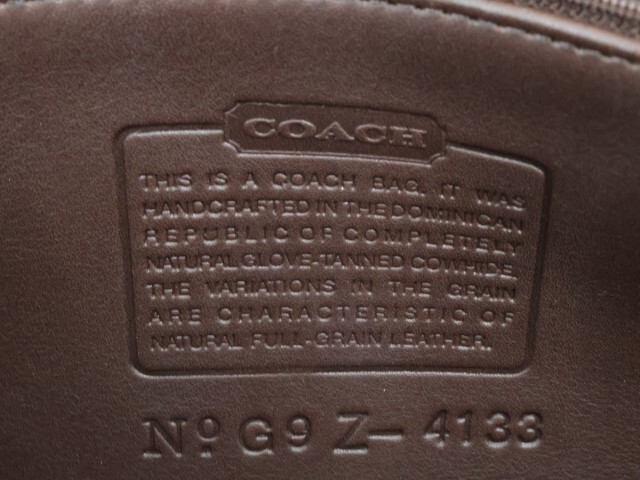 COACH
THIS IS A COACH BAG. IT WAS
HANDCRAFTED IN THE DOMINICAN
REPUBLIC OF COMPLETELY
NATURAL GLOVE-TANNED COWHIDE.
THE VARIATIONS IN THE GRAIN
ARE CHARACTERISTIC OF
NATURAL FULL-GRAIN LEATHER.
Nº G9Z-4133